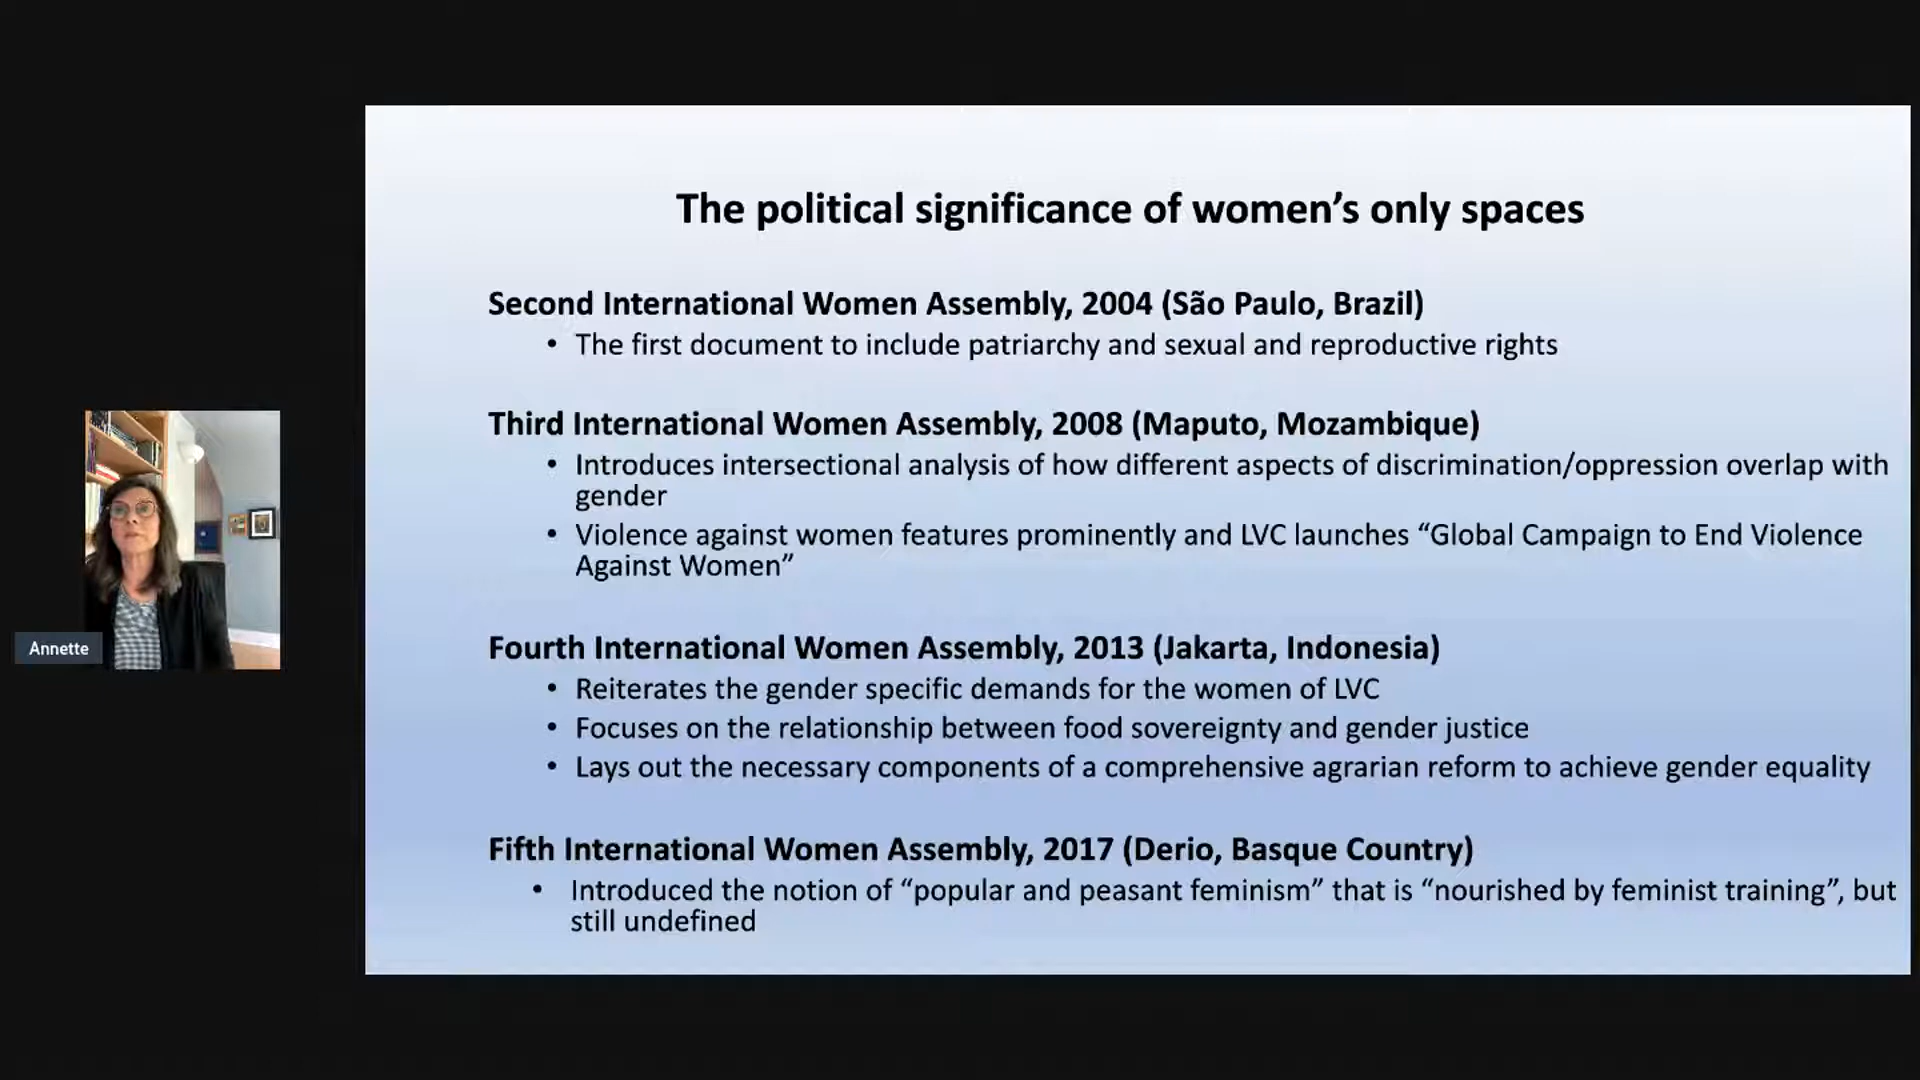 The political significance of women’s only spaces
Second International Women Assembly, 2004 (São Paulo, Brazil)
• The first document to include patriarchy and sexual and reproductive rights
Third International Women Assembly, 2008 (Maputo, Mozambique)
• Introduces intersectional analysis of how different aspects of discrimination/oppression overlap with
gender
• Violence against women features prominently and LVC launches “Global Campaign to End Violence
Against Women”
Fourth International Women Assembly, 2013 (Jakarta, Indonesia)
• Reiterates the gender specific demands for the women of LVC
• Focuses on the relationship between food sovereignty and gender justice
• Lays out the necessary components of a comprehensive agrarian reform to achieve gender equality
Fifth International Women Assembly, 2017 (Derio, Basque Country)
• Introduced the notion of “popular and peasant feminism” that is “nourished by feminist training”, but
still undefined
Annette